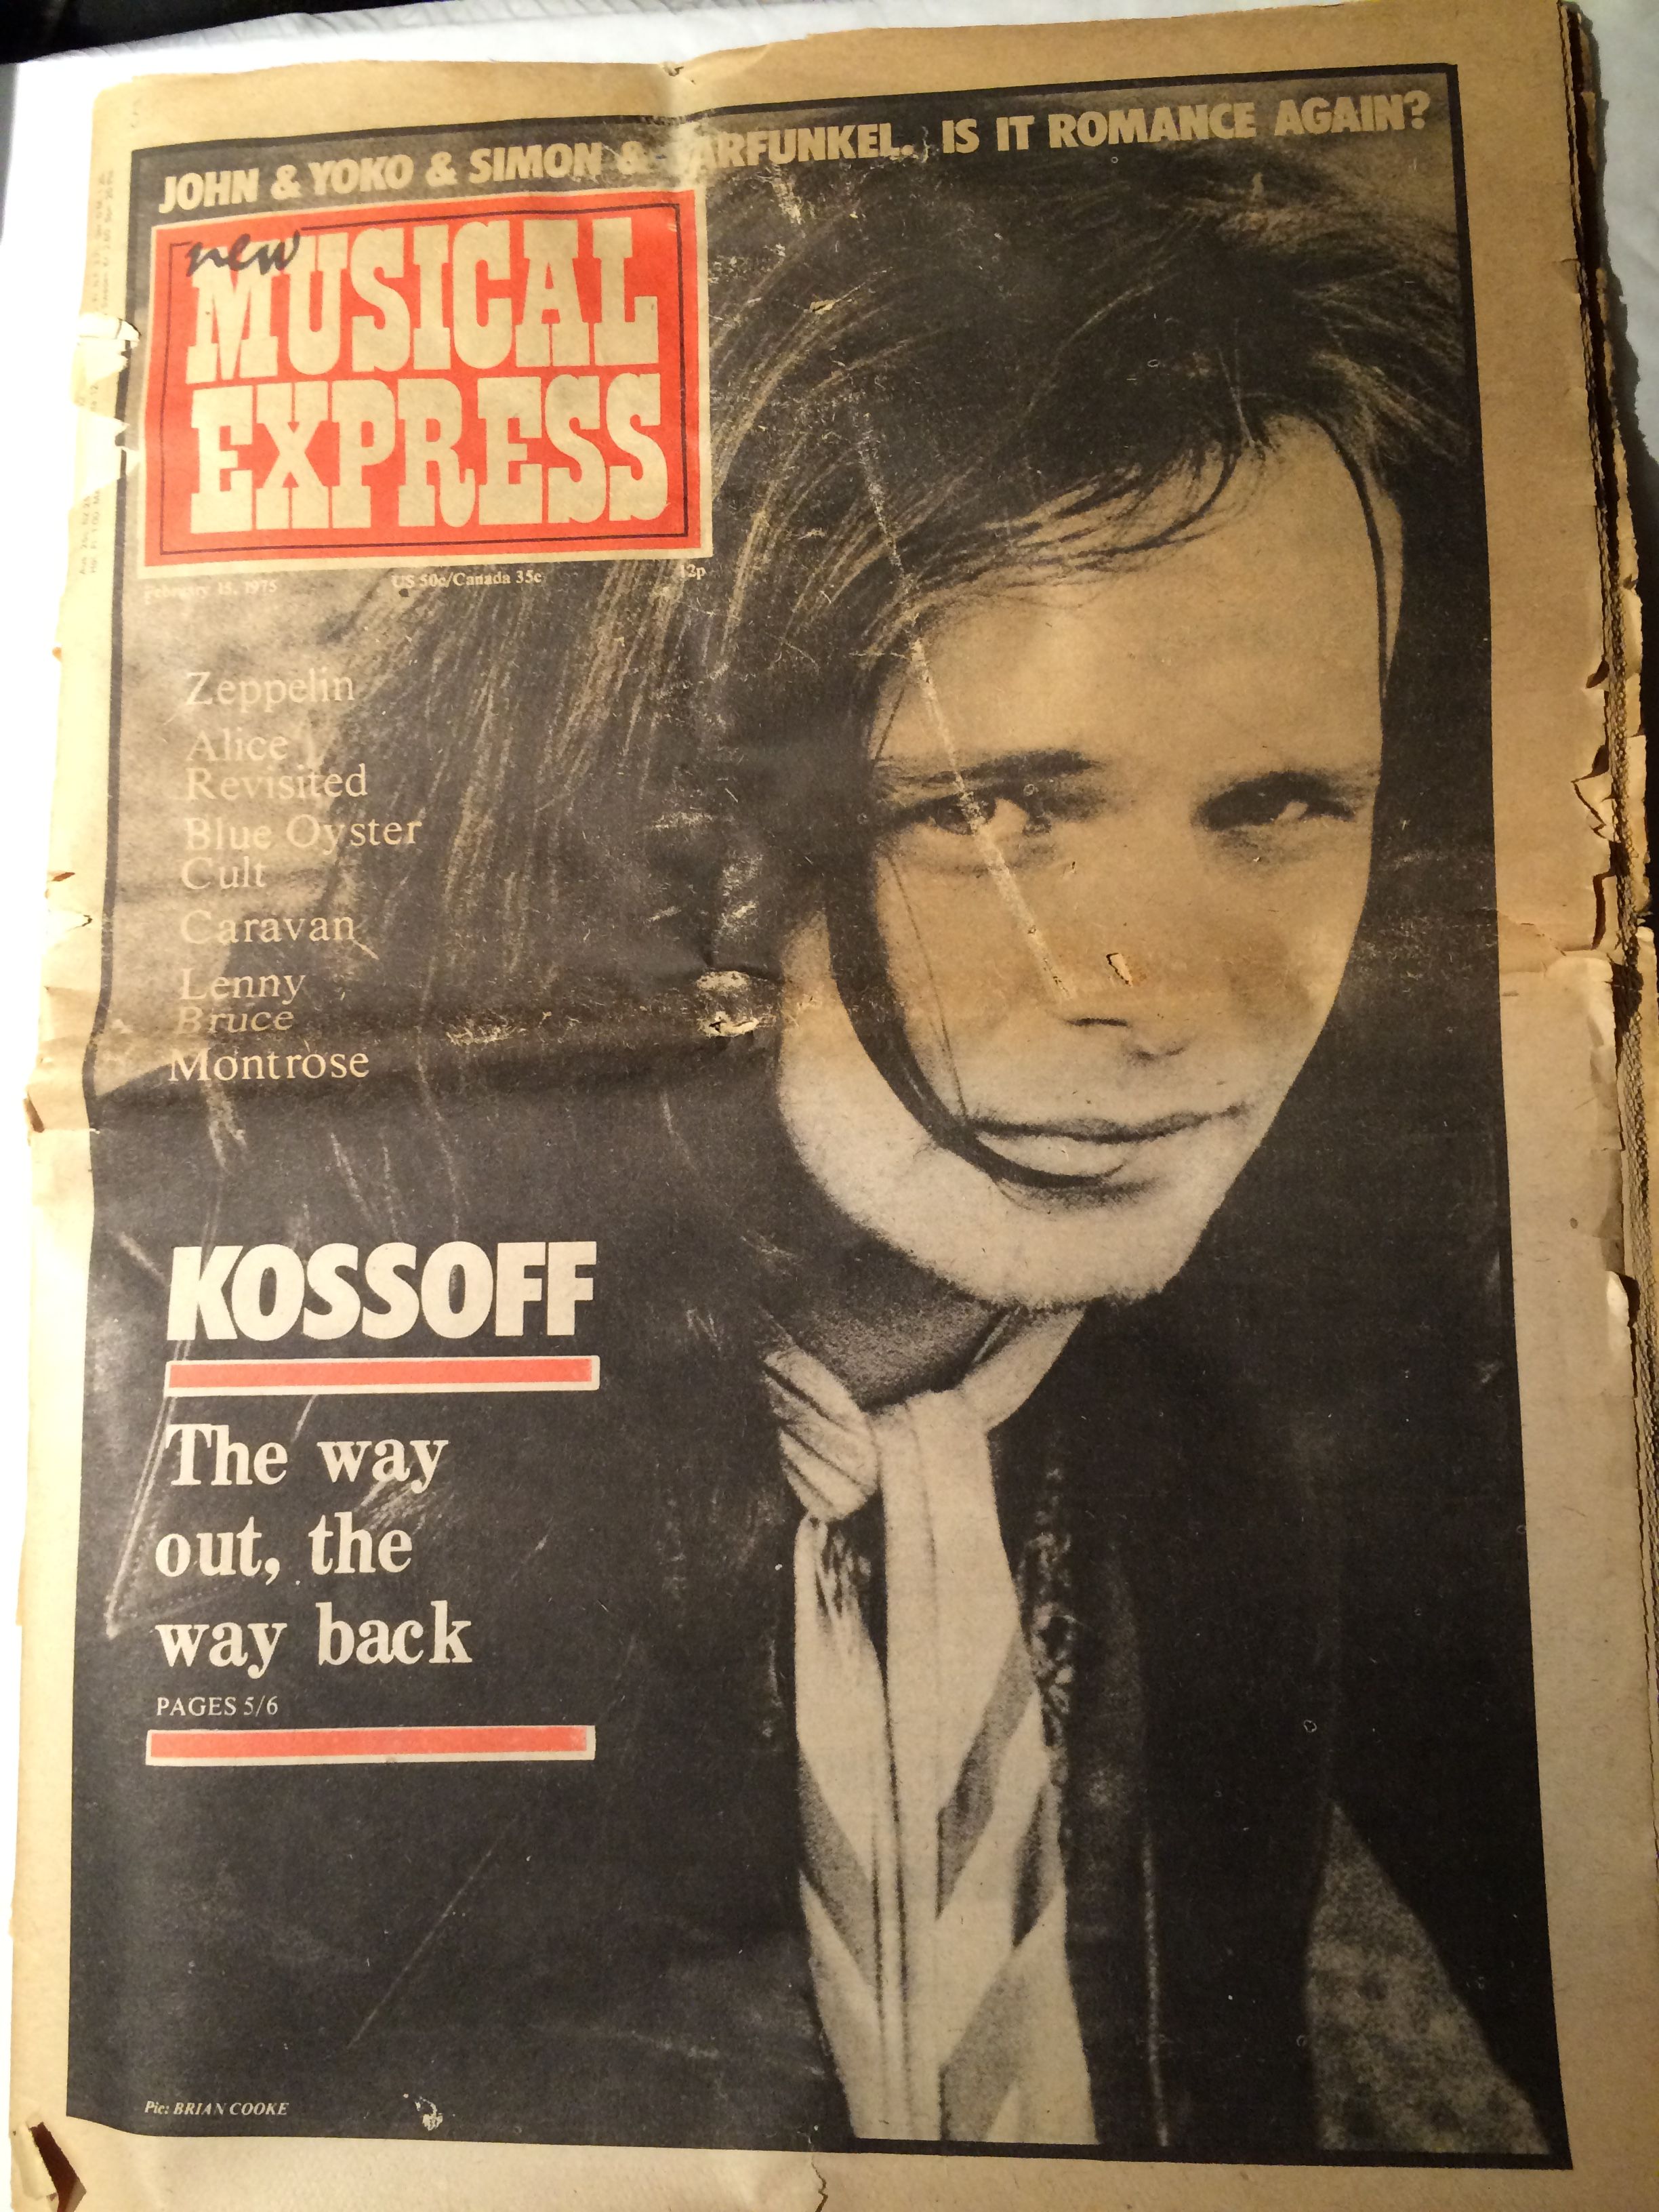 JOHN & YOKO & SIMON & GARFUNKEL. IS IT ROMANCE AGAIN?
new
MUSICAL
EXPRESS
February 15, 1975 US 50c/Canada 35c 12p
Zeppelin
Alice
Revisited
Blue Oyster
Cult
Caravan
Lenny
Bruce
Montrose
KOSSOFF
The way
out, the
way back
PAGES 5/6
Pic: BRIAN COOKE